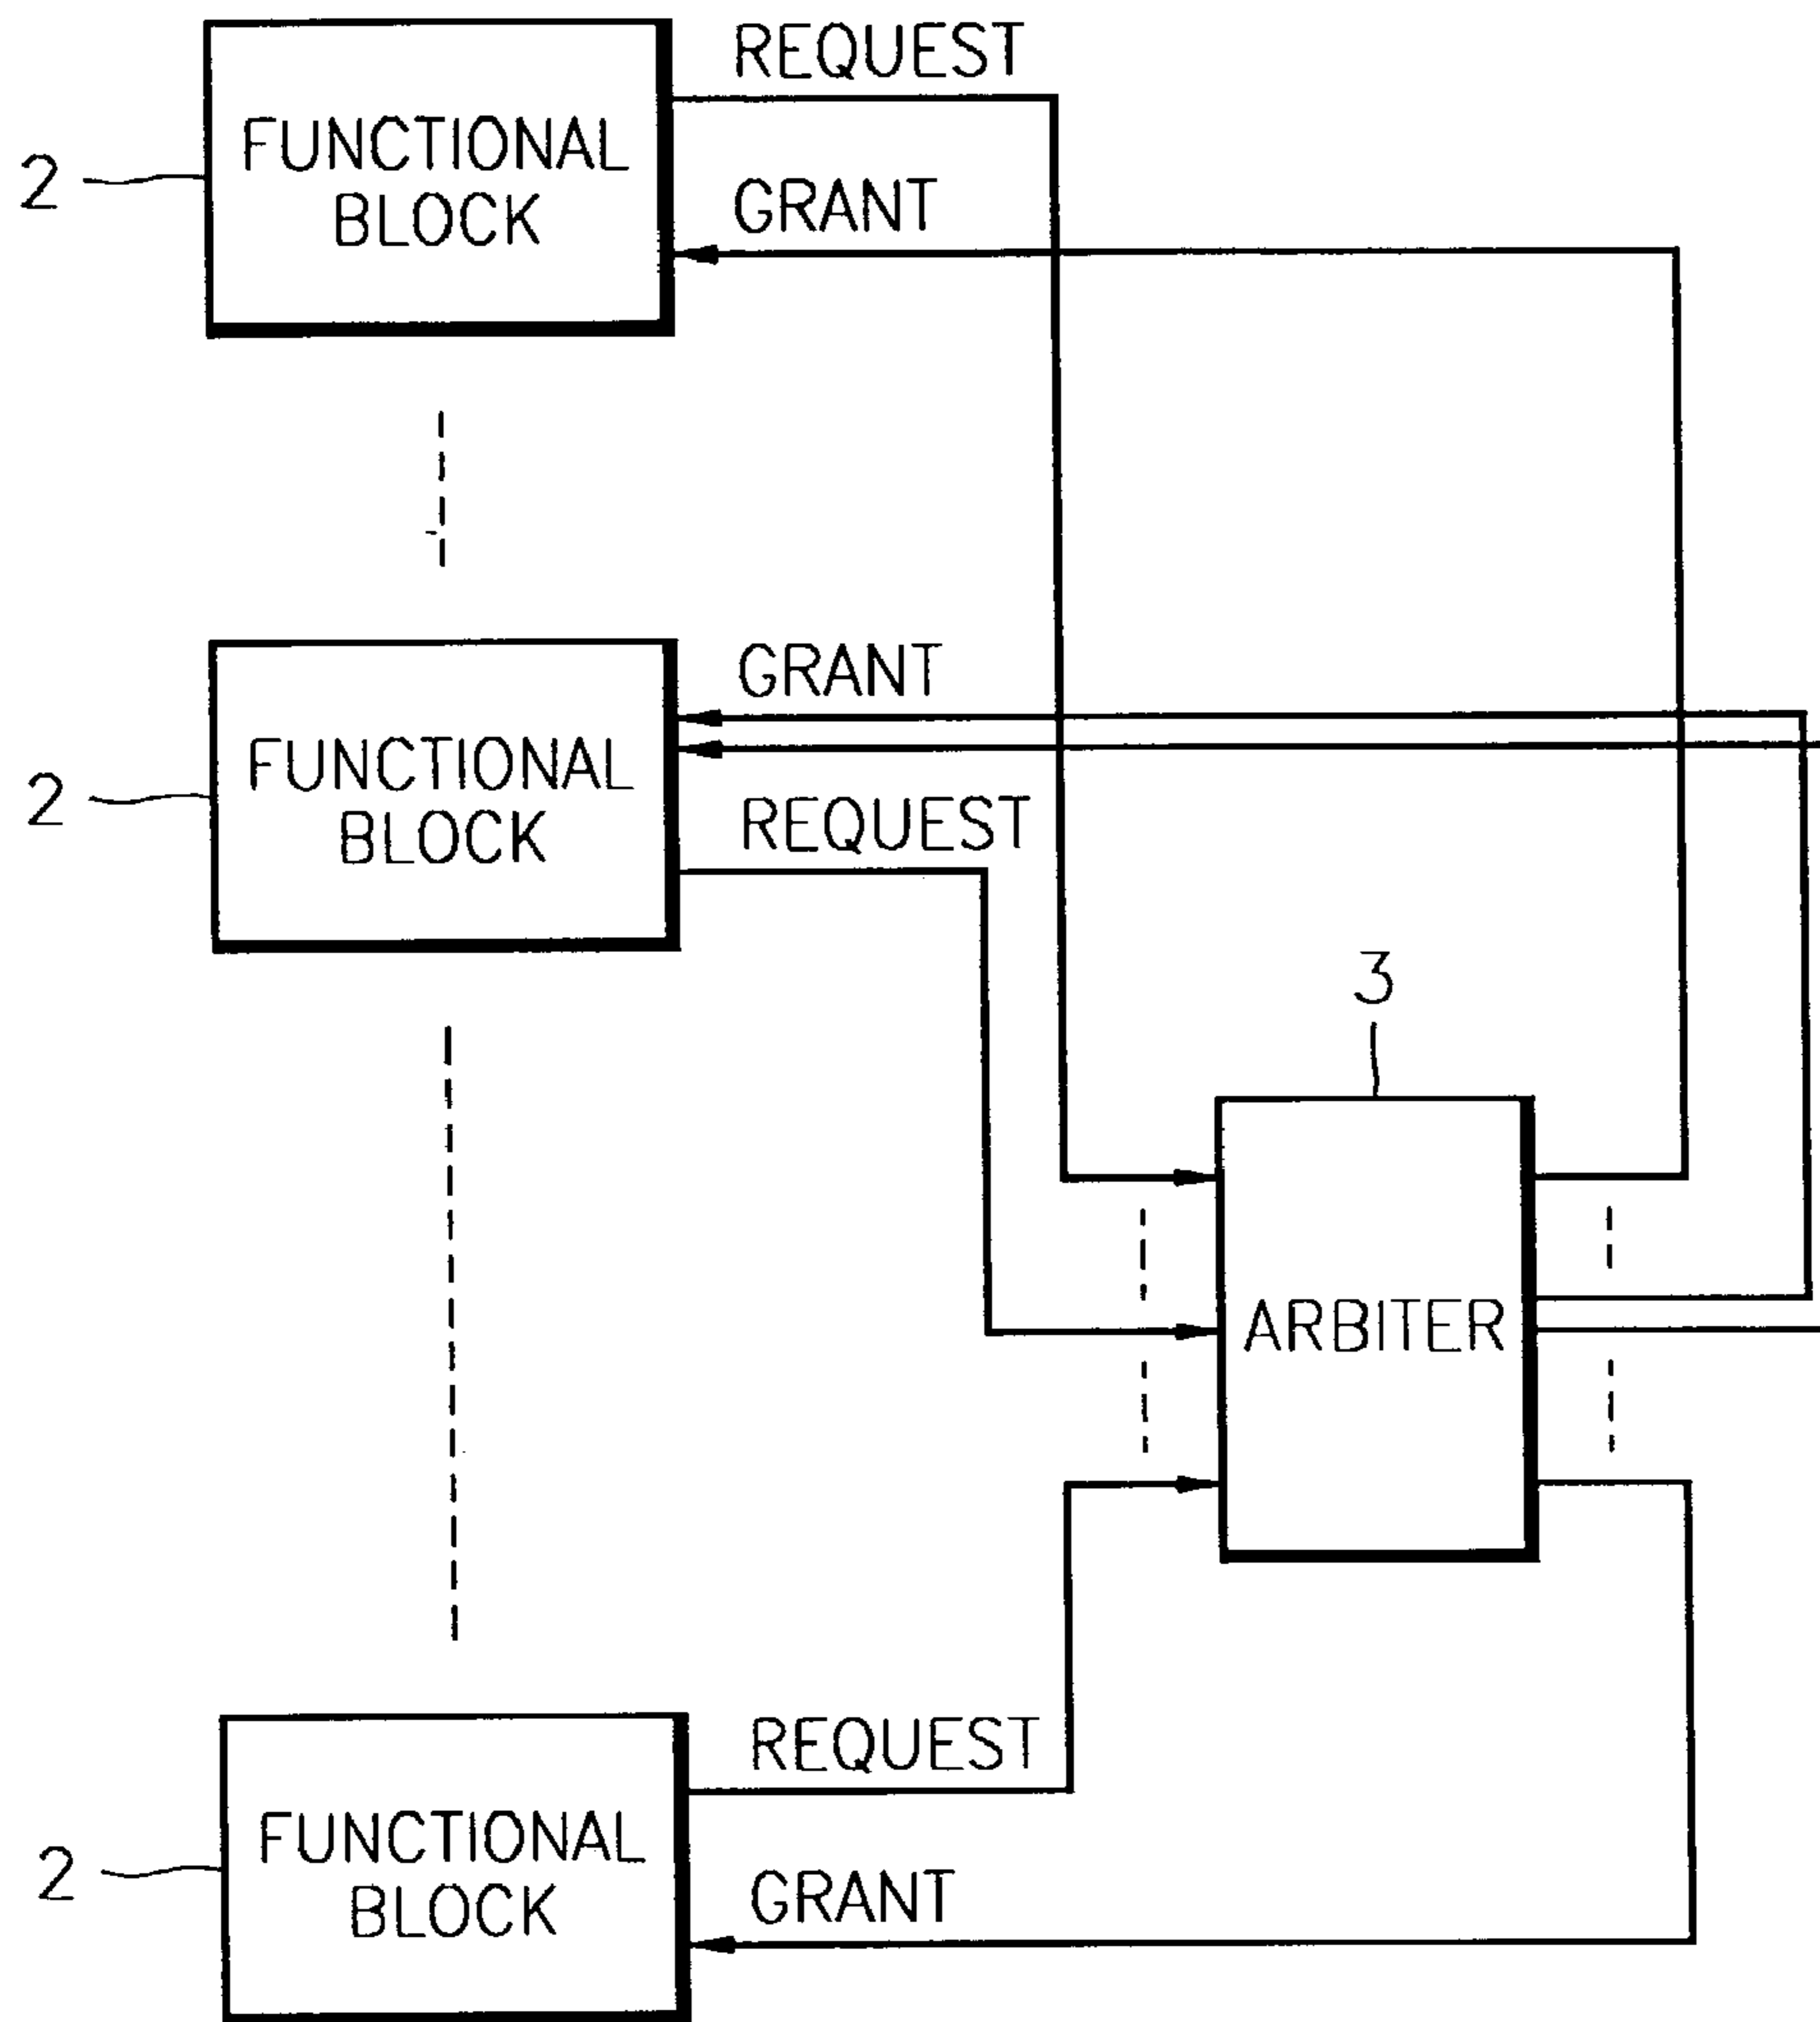 REQUEST
FUNCTIONAL
BLOCK
2
GRANT
GRANT
FUNCTIONAL
BLOCK
2
REQUEST
3
ARBITER
REQUEST
FUNCTIONAL
BLOCK
2
GRANT